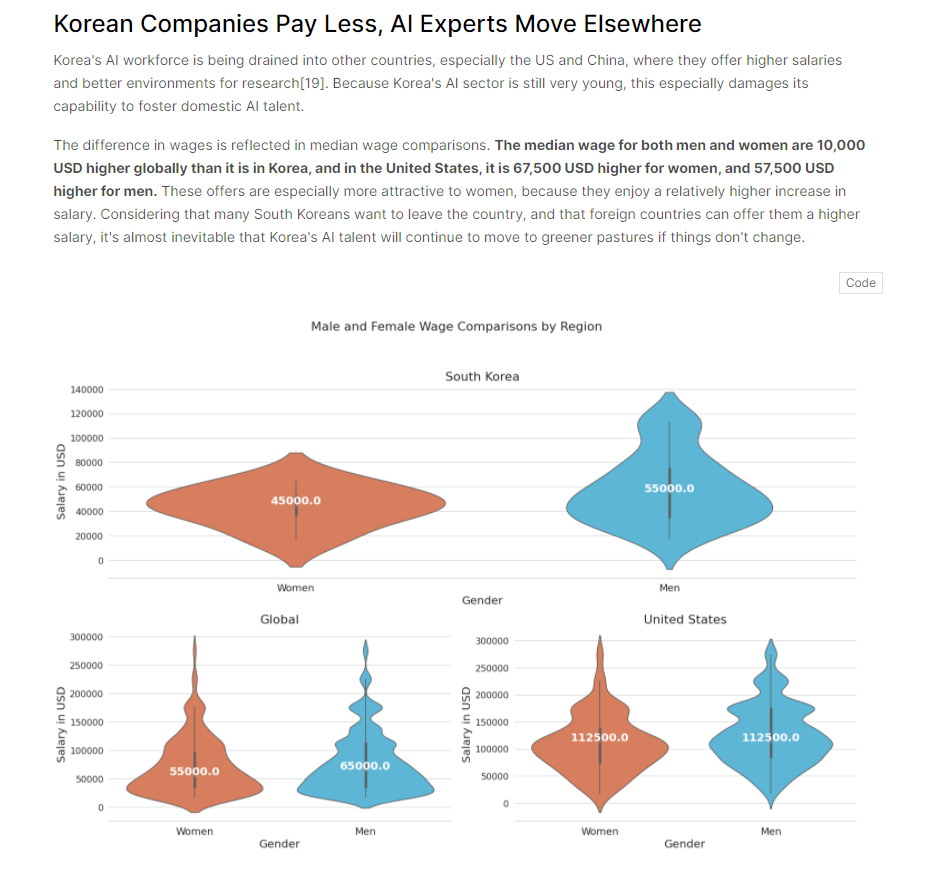 Korean Companies Pay Less, AI Experts Move Elsewhere
Korea's AI workforce is being drained into other countries, especially the US and China, where they offer higher salaries
and better environments for research[19]. Because Korea's AI sector is still very young, this especially damages its
capability to foster domestic AI talent.
The difference in wages is reflected in median wage comparisons. The median wage for both men and women are 10,000
USD higher globally than it is in Korea, and in the United States, it is 67,500 USD higher for women, and 57,500 USD
higher for men. These offers are especially more attractive to women, because they enjoy a relatively higher increase in
salary. Considering that many South Koreans want to leave the country, and that foreign countries can offer them a higher
salary, it's almost inevitable that Korea's AI talent will continue to move to greener pastures if things don't change.
Code
Male and Female Wage Comparisons by Region
South Korea
Salary in USD
140000
120000
100000
80000
60000
40000
20000
0
45000.0
55000.0
Women
Men
Gender
Global
Salary in USD
300000
250000
200000
150000
100000
50000
0
55000.0
65000.0
Women
Men
Gender
United States
Salary in USD
300000
250000
200000
150000
100000
50000
0
112500.0
112500.0
Women
Men
Gender